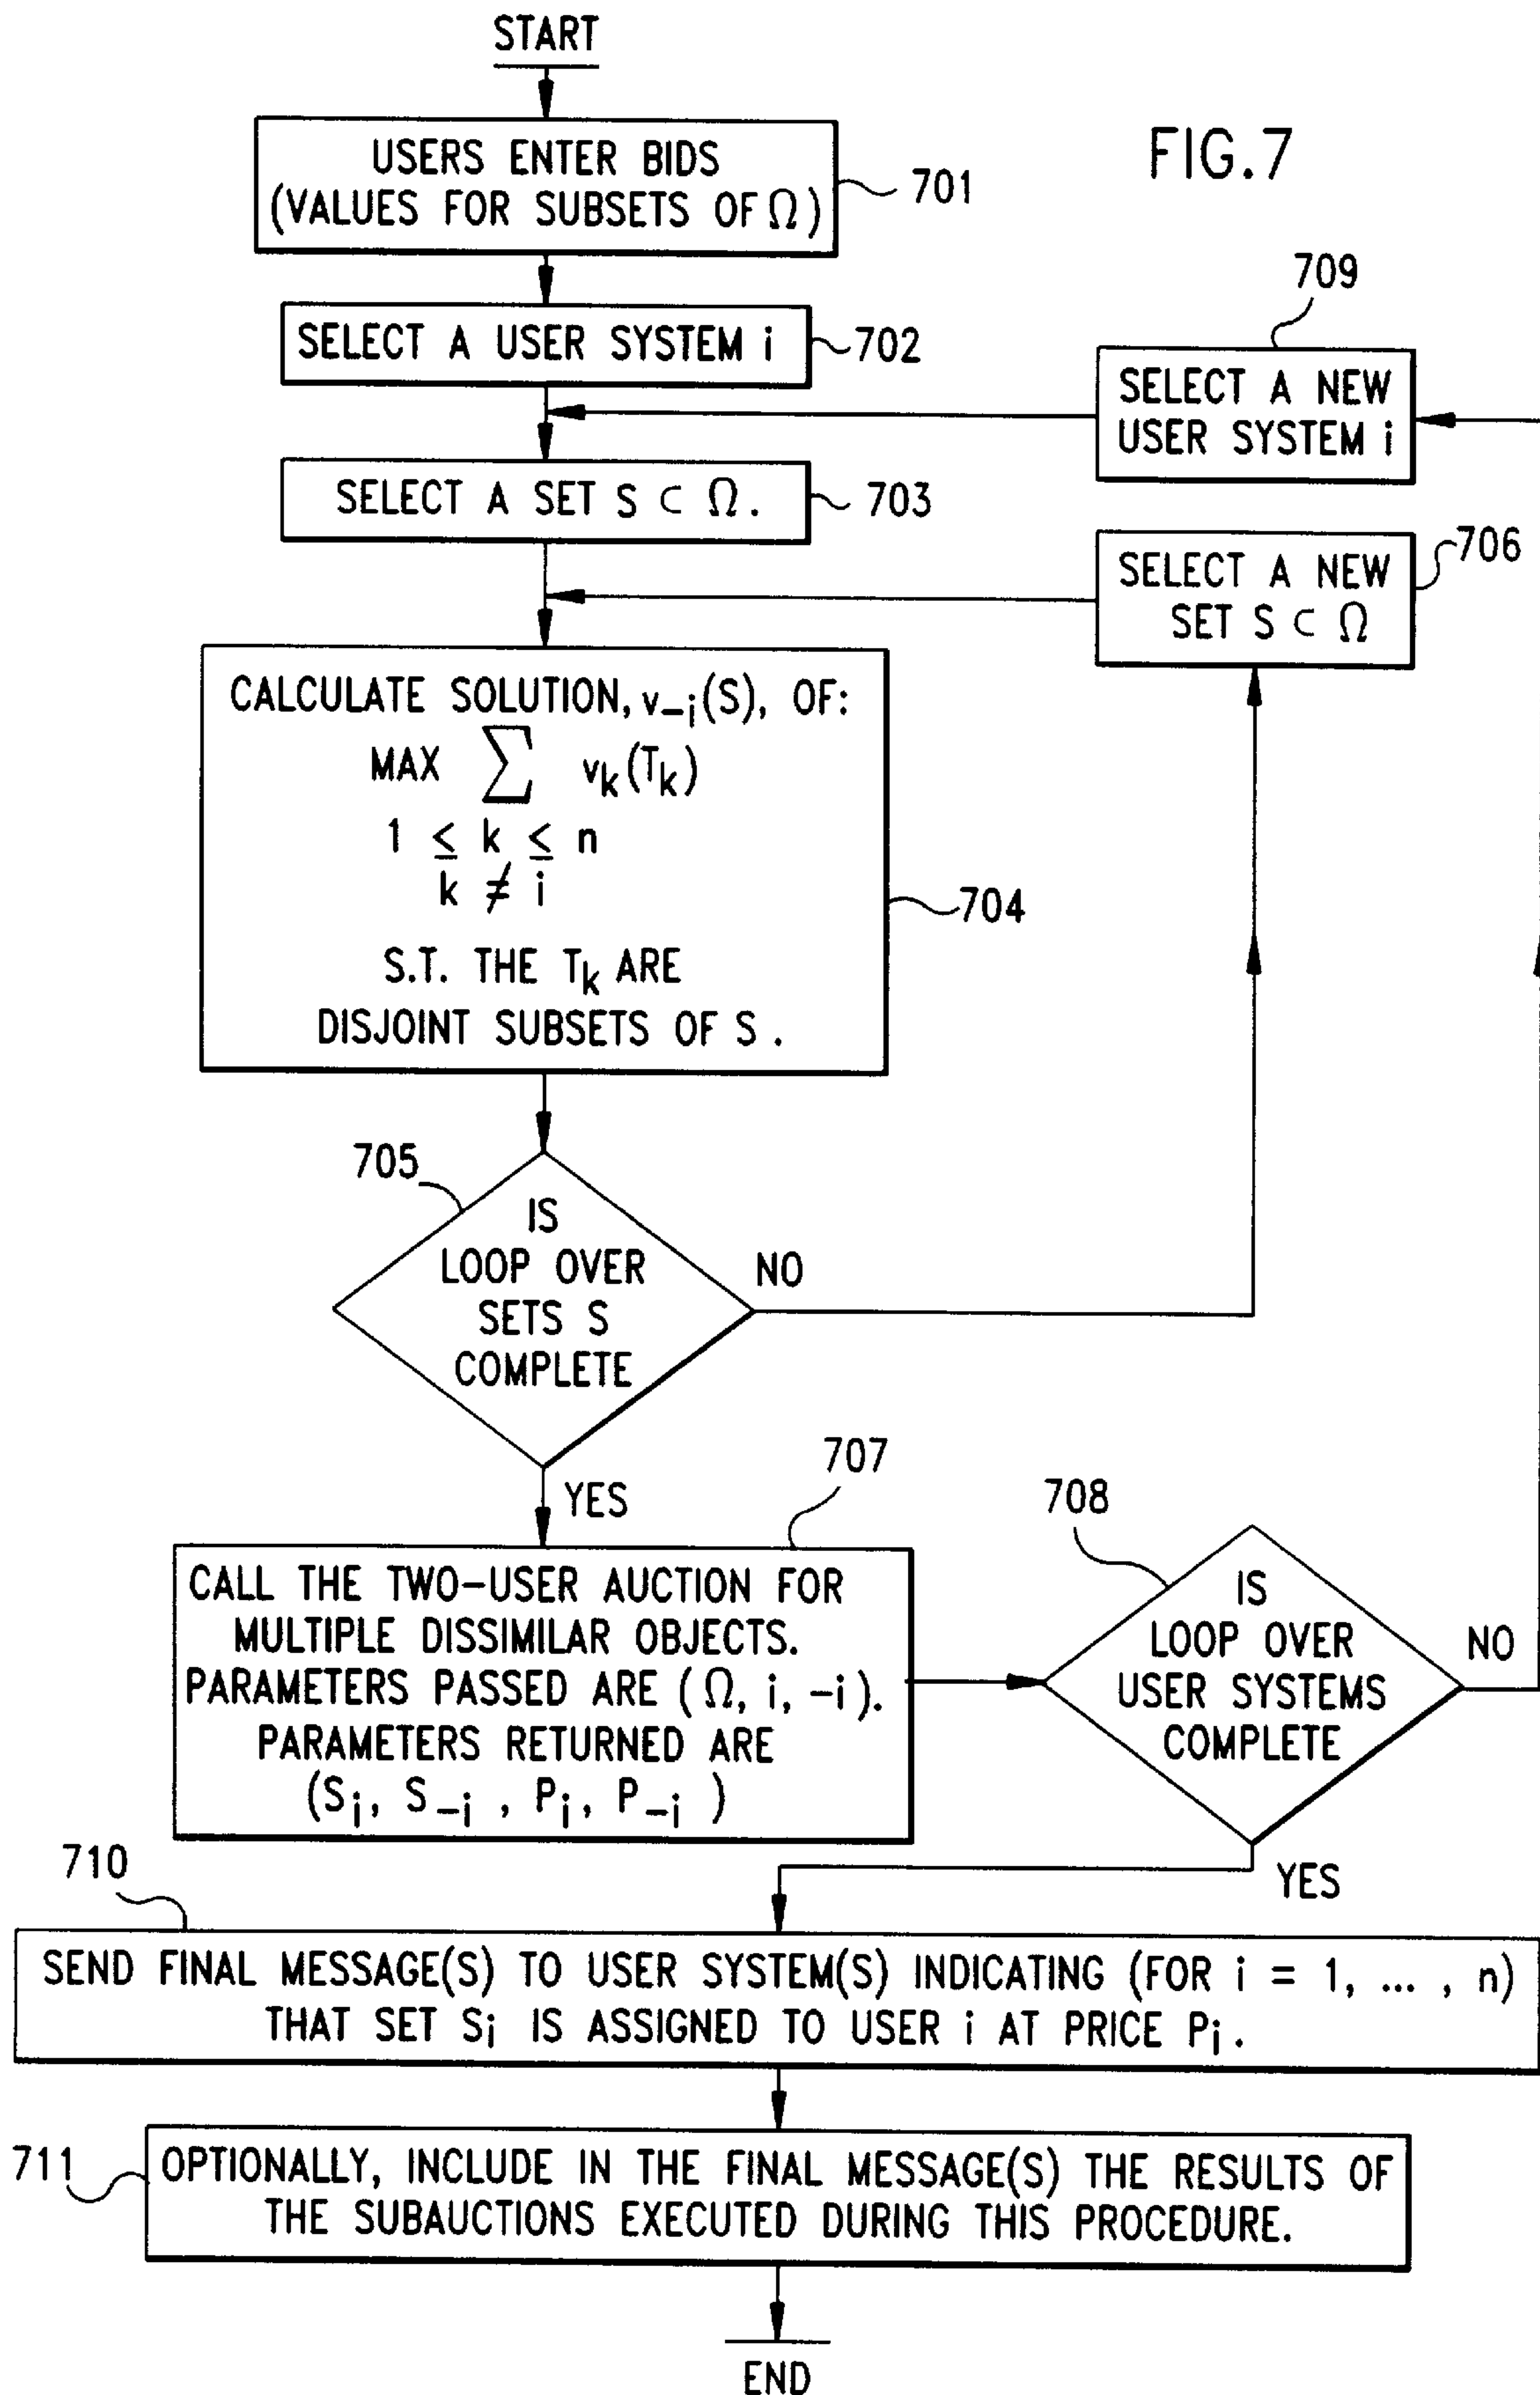 START
FIG.7
USERS ENTER BIDS
(VALUES FOR SUBSETS OF Ω)
701
SELECT A USER SYSTEM i
702
709
SELECT A NEW
USER SYSTEM i
SELECT A SET S ⊂ Ω.
703
706
SELECT A NEW
SET S ⊂ Ω
CALCULATE SOLUTION, v₋ᵢ(S), OF:
MAX ∑ vₖ(Tₖ)
1 ≤ k ≤ n
k ≠ i
S.T. THE Tₖ ARE
DISJOINT SUBSETS OF S.
704
705
IS
LOOP OVER
SETS S
COMPLETE
NO
YES
707
CALL THE TWO-USER AUCTION FOR
MULTIPLE DISSIMILAR OBJECTS.
PARAMETERS PASSED ARE (Ω, i, -i).
PARAMETERS RETURNED ARE
(Sᵢ, S₋ᵢ, Pᵢ, P₋ᵢ)
708
IS
LOOP OVER
USER SYSTEMS
COMPLETE
NO
YES
710
SEND FINAL MESSAGE(S) TO USER SYSTEM(S) INDICATING (FOR i = 1, ... , n)
THAT SET Sᵢ IS ASSIGNED TO USER i AT PRICE Pᵢ.
711
OPTIONALLY, INCLUDE IN THE FINAL MESSAGE(S) THE RESULTS OF
THE SUBAUCTIONS EXECUTED DURING THIS PROCEDURE.
END